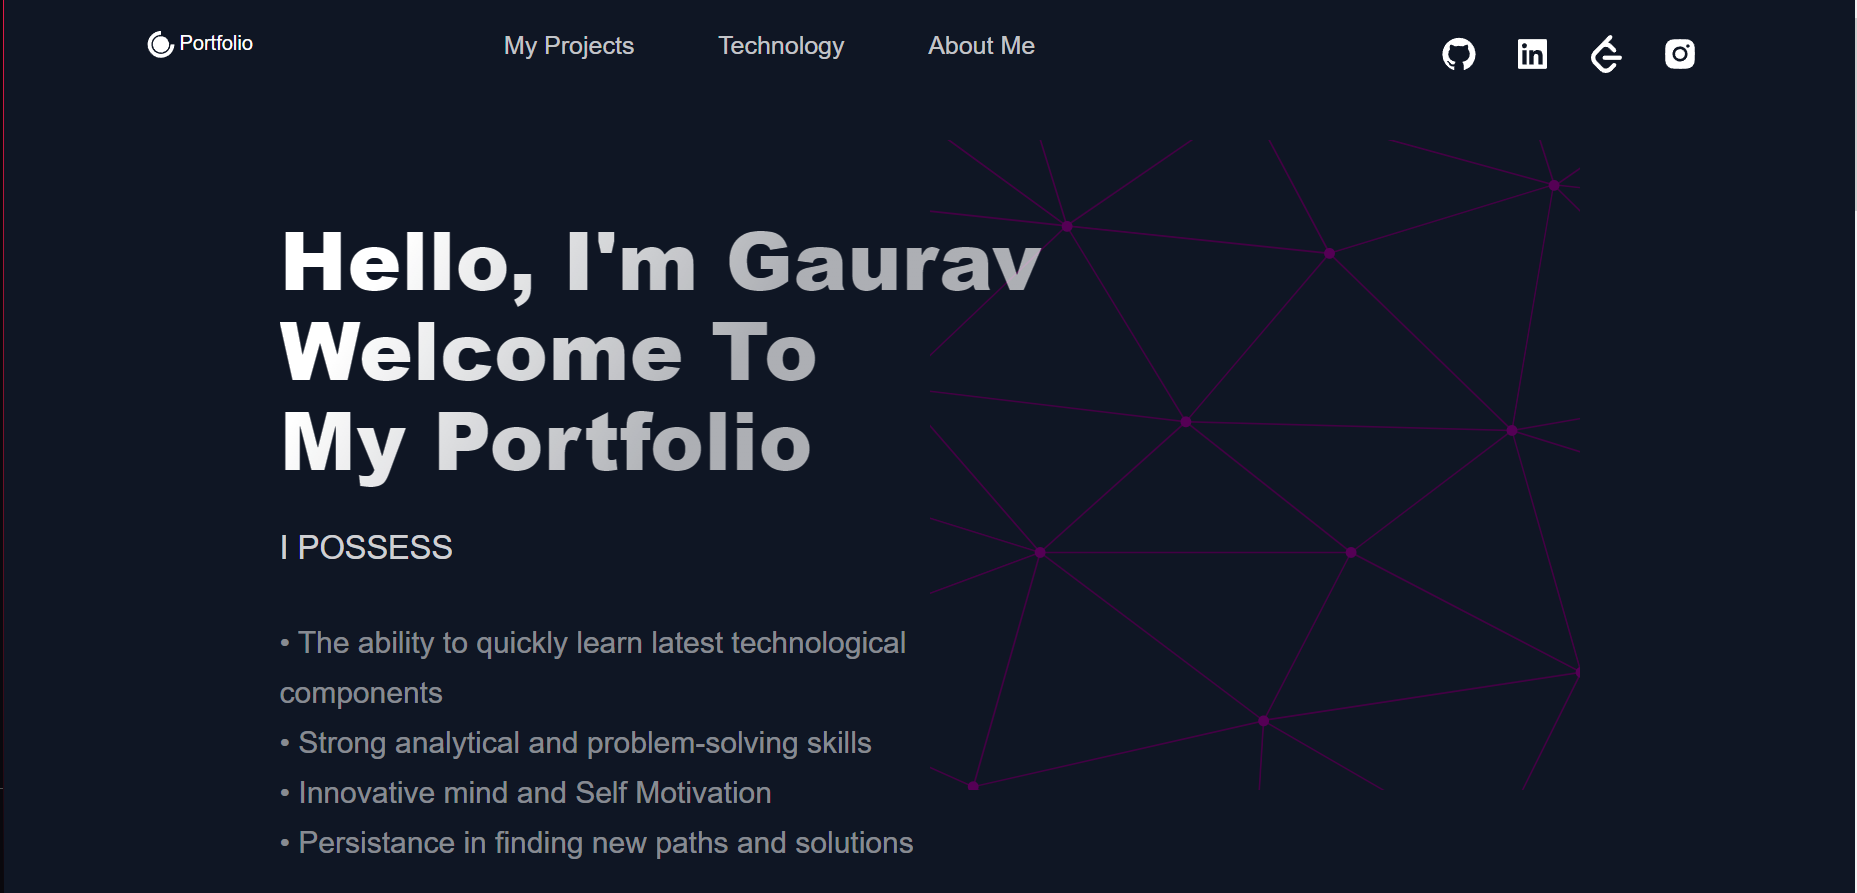 Portfolio
My Projects
Technology
About Me
in
Hello, I'm Gaurav
Welcome To
My Portfolio
I POSSESS
• The ability to quickly learn latest technological
components
• Strong analytical and problem-solving skills
• Innovative mind and Self Motivation
• Persistance in finding new paths and solutions